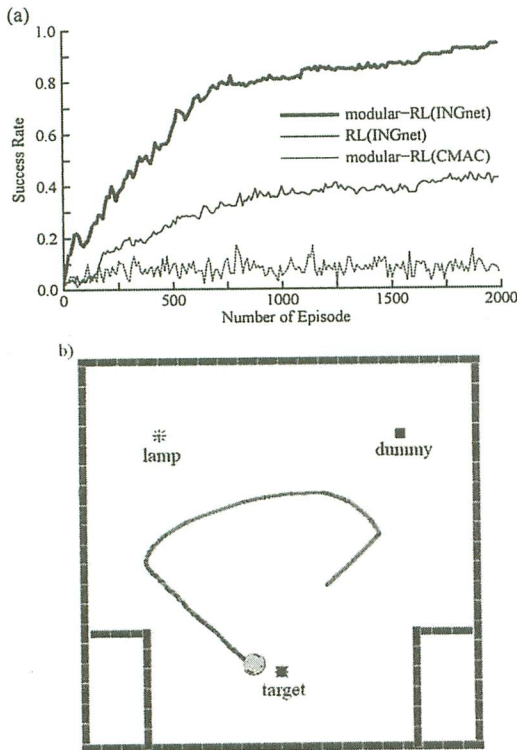 (a)
1.0
0.8
0.6
0.4
0.2
0.0
Success Rate
modular-RL(INGnet)
RL(INGnet)
modular-RL(CMAC)
0
500
1000
1500
2000
Number of Episode
b)
lamp
dummy
target